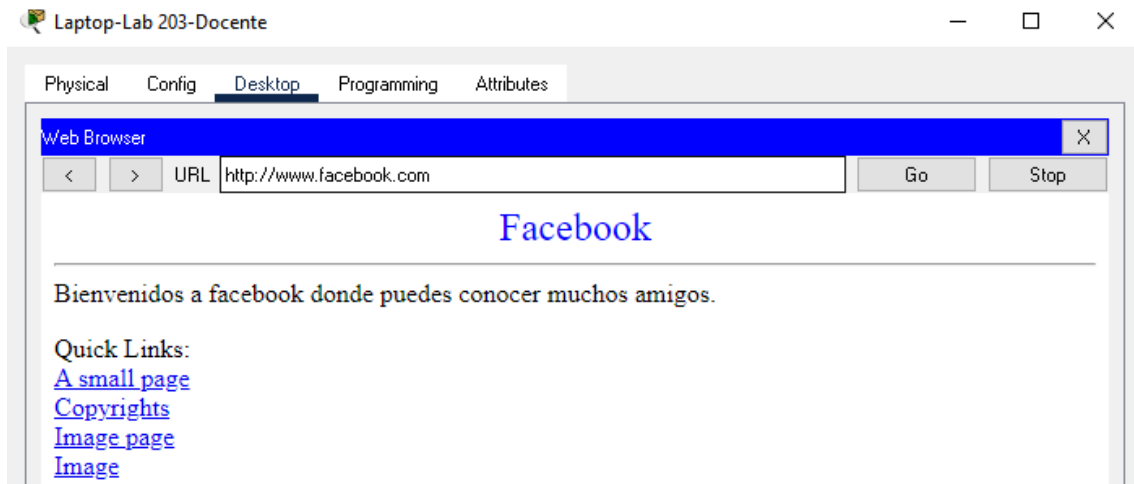 Laptop-Lab 203-Docente
Physical Config Desktop Programming Attributes
Web Browser X
< > URL http://www.facebook.com Go Stop
Facebook
Bienvenidos a facebook donde puedes conocer muchos amigos.
Quick Links:
A small page
Copyrights
Image page
Image